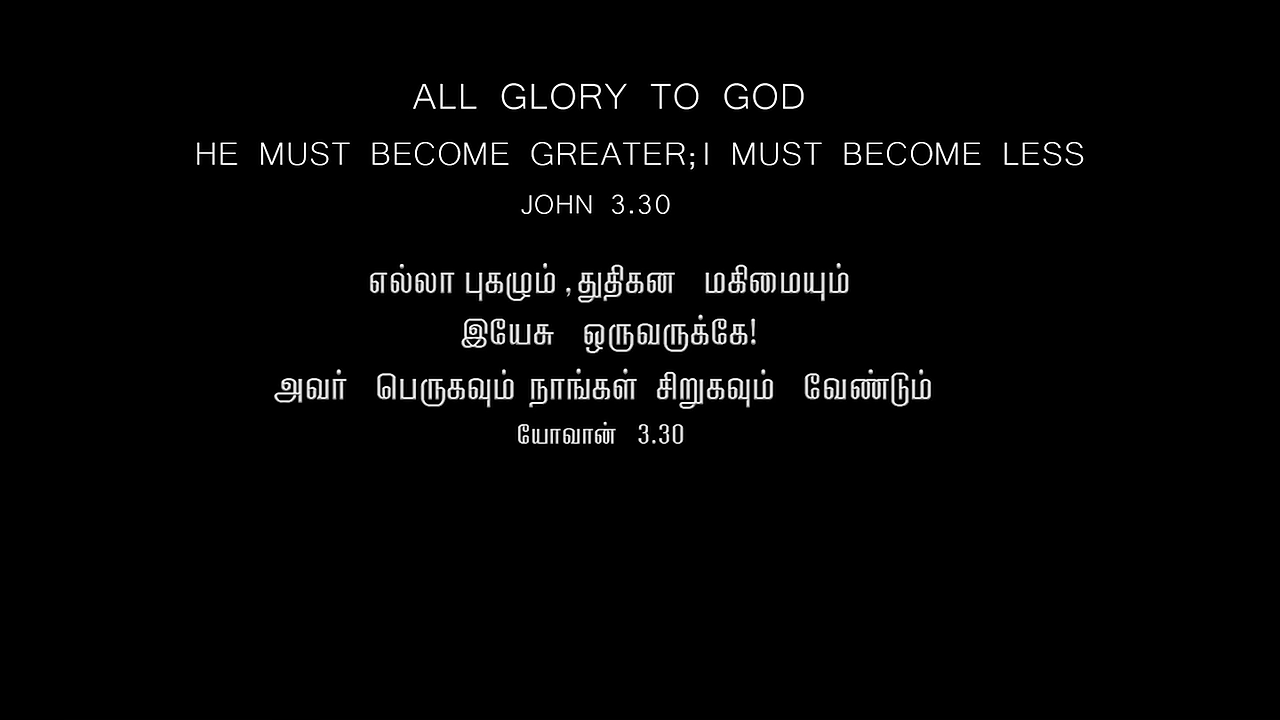 ALL GLORY TO GOD
HE MUST BECOME GREATER;I MUST BECOME LESS
JOHN 3.30
எல்லா புகழும் ,துதிகன மகிமையும்
இயேசு ஒருவருக்கே!
அவர் பெருகவும் நாங்கள் சிறுகவும் வேண்டும்
யோவான் 3.30